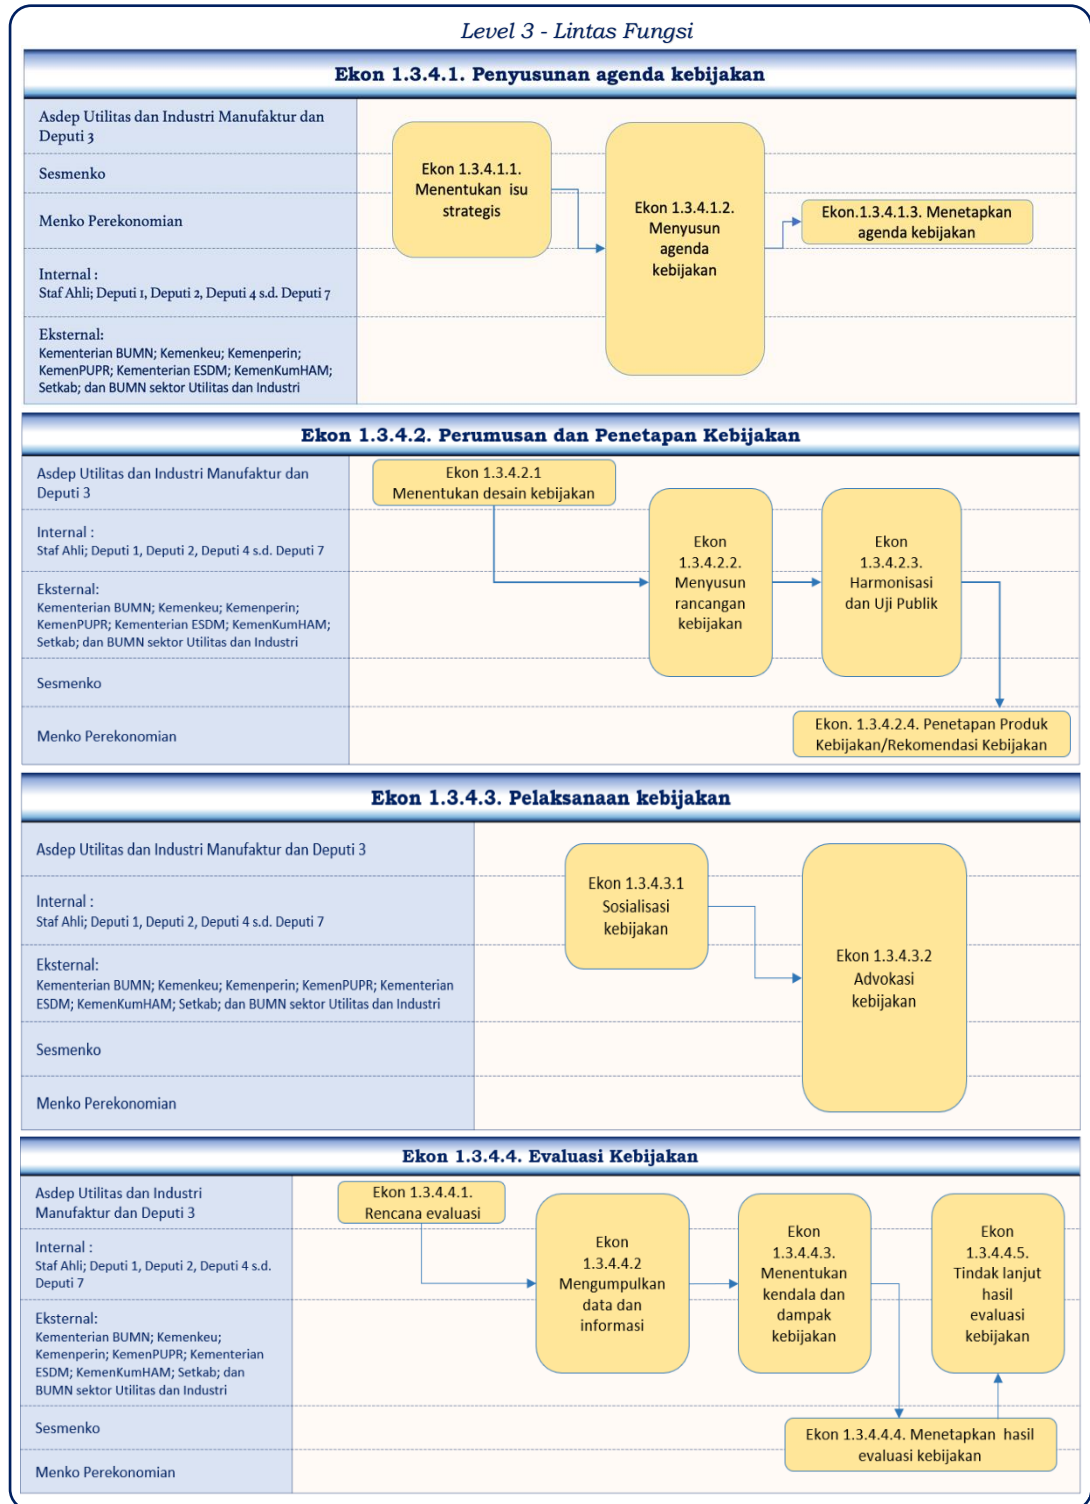 Level 3 - Lintas Fungsi
Ekon 1.3.4.1. Penyusunan agenda kebijakan
Asdep Utilitas dan Industri Manufaktur dan
Deputi 3
Sesmenko
Menko Perekonomian
Internal :
Staf Ahli; Deputi 1, Deputi 2, Deputi 4 s.d. Deputi 7
Eksternal:
Kementerian BUMN; Kemenkeu; Kemenperin;
KemenPUPR; Kementerian ESDM; KemenKumHAM;
Setkab; dan BUMN sektor Utilitas dan Industri
Ekon 1.3.4.1.1.
Menentukan isu
strategis
Ekon 1.3.4.1.2.
Menyusun
agenda
kebijakan
Ekon.1.3.4.1.3. Menetapkan
agenda kebijakan
Ekon 1.3.4.2. Perumusan dan Penetapan Kebijakan
Asdep Utilitas dan Industri Manufaktur dan
Deputi 3
Internal :
Staf Ahli; Deputi 1, Deputi 2, Deputi 4 s.d. Deputi 7
Eksternal:
Kementerian BUMN; Kemenkeu; Kemenperin;
KemenPUPR; Kementerian ESDM; KemenKumHAM;
Setkab; dan BUMN sektor Utilitas dan Industri
Sesmenko
Menko Perekonomian
Ekon 1.3.4.2.1
Menentukan desain kebijakan
Ekon
1.3.4.2.2.
Menyusun
rancangan
kebijakan
Ekon
1.3.4.2.3.
Harmonisasi
dan Uji Publik
Ekon. 1.3.4.2.4. Penetapan Produk
Kebijakan/Rekomendasi Kebijakan
Ekon 1.3.4.3. Pelaksanaan kebijakan
Asdep Utilitas dan Industri Manufaktur dan Deputi 3
Internal :
Staf Ahli; Deputi 1, Deputi 2, Deputi 4 s.d. Deputi 7
Eksternal:
Kementerian BUMN; Kemenkeu; Kemenperin; KemenPUPR; Kementerian
ESDM; KemenKumHAM; Setkab; dan BUMN sektor Utilitas dan Industri
Sesmenko
Menko Perekonomian
Ekon 1.3.4.3.1
Sosialisasi
kebijakan
Ekon 1.3.4.3.2
Advokasi
kebijakan
Ekon 1.3.4.4. Evaluasi Kebijakan
Asdep Utilitas dan Industri
Manufaktur dan Deputi 3
Internal :
Staf Ahli; Deputi 1, Deputi 2, Deputi 4 s.d.
Deputi 7
Eksternal:
Kementerian BUMN; Kemenkeu;
Kemenperin; KemenPUPR; Kementerian
ESDM; KemenKumHAM; Setkab; dan
BUMN sektor Utilitas dan Industri
Sesmenko
Menko Perekonomian
Ekon 1.3.4.4.1.
Rencana evaluasi
Ekon
1.3.4.4.2
Mengumpulkan
data dan
informasi
Ekon
1.3.4.4.3.
Menentukan
kendala dan
dampak
kebijakan
Ekon 1.3.4.4.4. Menetapkan hasil
evaluasi kebijakan
Ekon
1.3.4.4.5.
Tindak lanjut
hasil
evaluasi
kebijakan